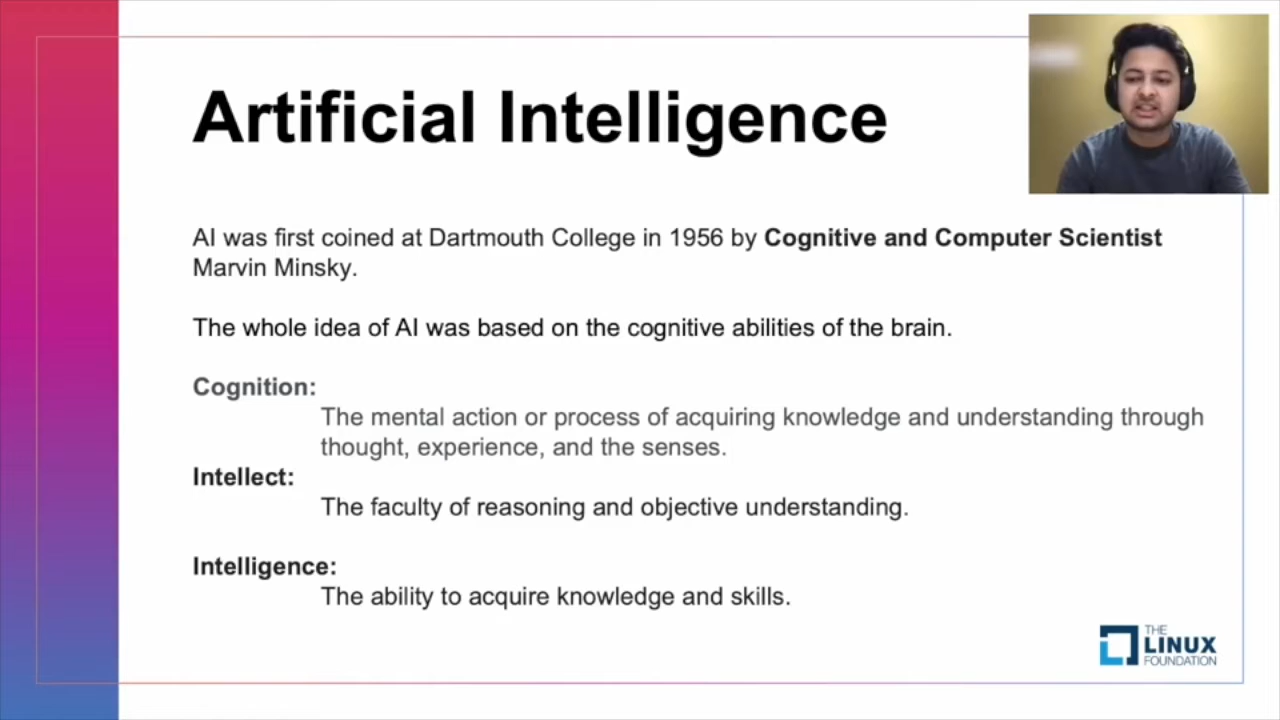 Artificial Intelligence
AI was first coined at Dartmouth College in 1956 by Cognitive and Computer Scientist
Marvin Minsky.
The whole idea of AI was based on the cognitive abilities of the brain.
Cognition:
The mental action or process of acquiring knowledge and understanding through
thought, experience, and the senses.
Intellect:
The faculty of reasoning and objective understanding.
Intelligence:
The ability to acquire knowledge and skills.
THE
LINUX
FOUNDATION